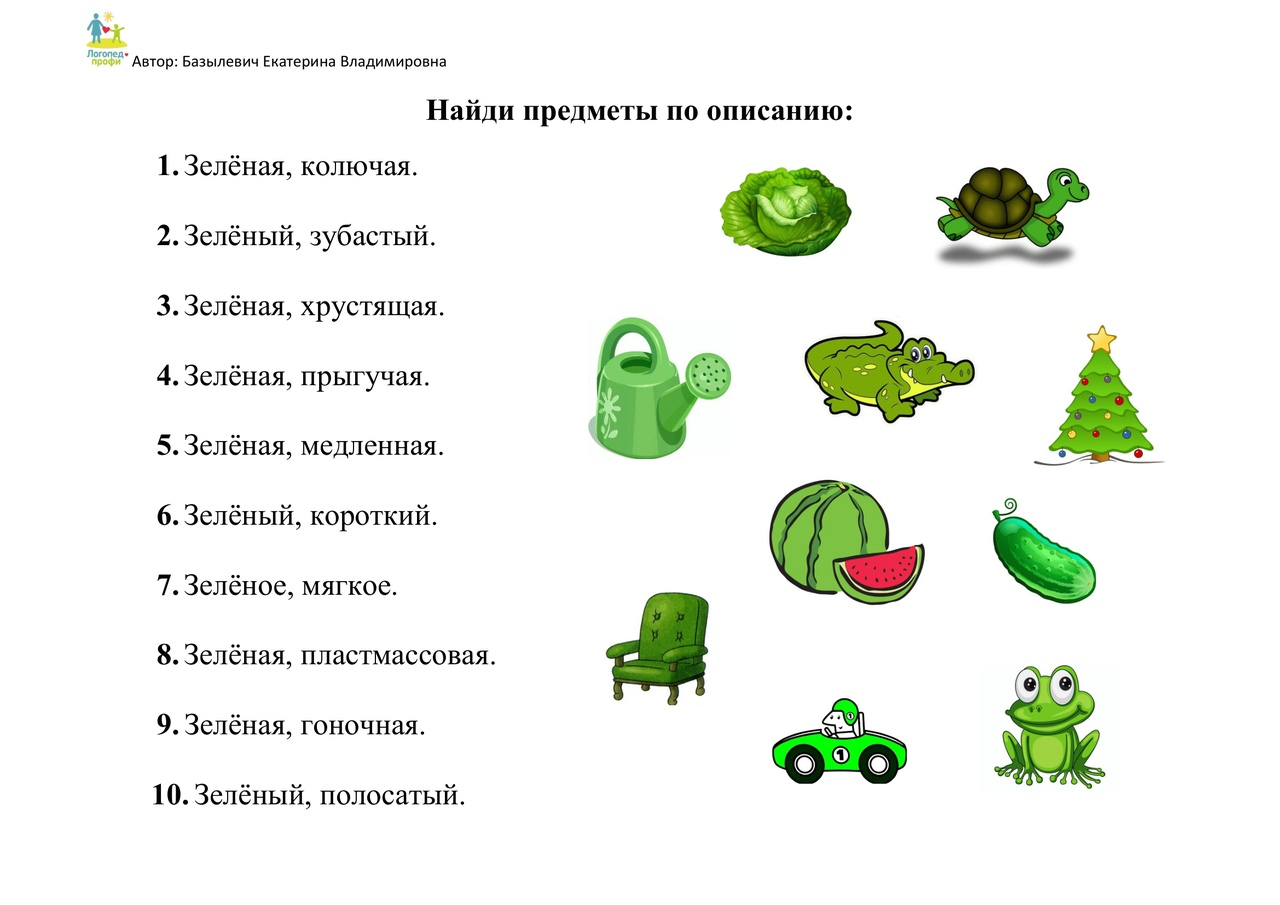 Логопед
профи
Автор: Базылевич Екатерина Владимировна
Найди предметы по описанию:
1. Зелёная, колючая.
2. Зелёный, зубастый.
3. Зелёная, хрустящая.
4. Зелёная, прыгучая.
5. Зелёная, медленная.
6. Зелёный, короткий.
7. Зелёное, мягкое.
8. Зелёная, пластмассовая.
9. Зелёная, гоночная.
10. Зелёный, полосатый.
1
1